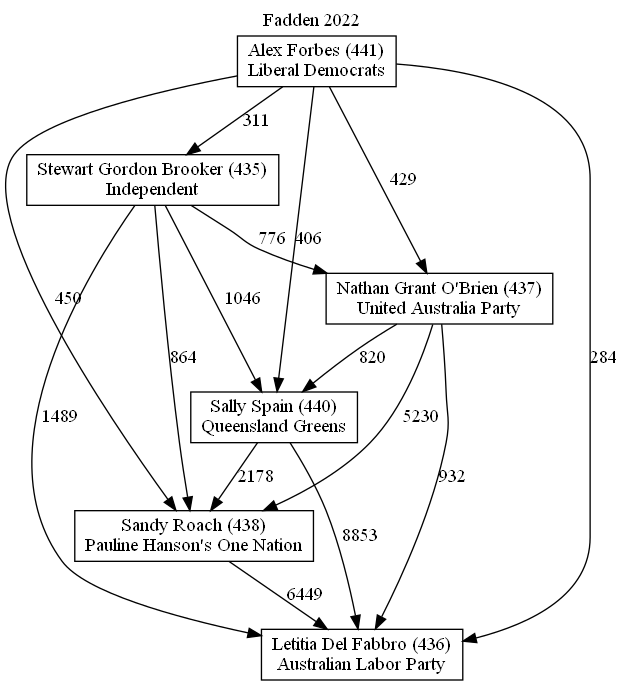 Fadden 2022
Alex Forbes (441)
Liberal Democrats
311
Stewart Gordon Brooker (435)
Independent
429
776
406
Nathan Grant O'Brien (437)
United Australia Party
450
1046
864
820
284
Sally Spain (440)
Queensland Greens
1489
5230
2178
932
Sandy Roach (438)
Pauline Hanson's One Nation
8853
6449
Letitia Del Fabbro (436)
Australian Labor Party